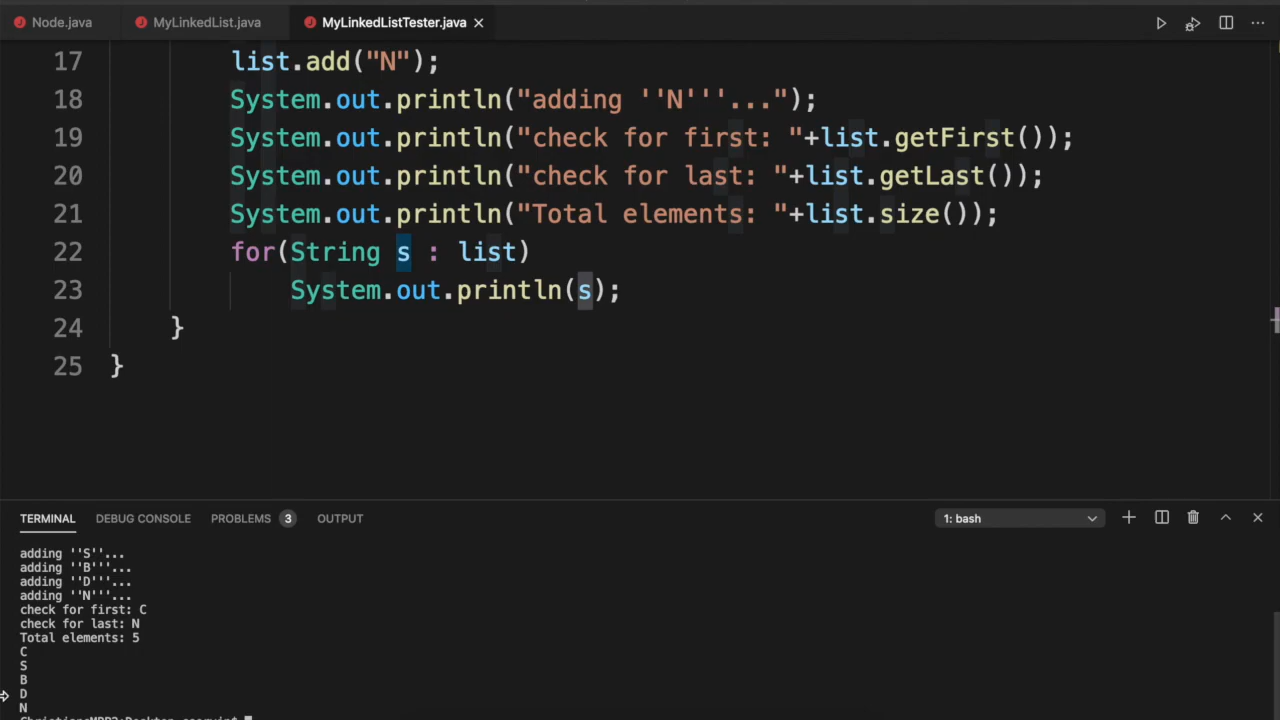 Node.java MyLinkedList.java MyLinkedListTester.java
17 list.add("N");
18 System.out.println("adding ''N'''...");
19 System.out.println("check for first: "+list.getFirst());
20 System.out.println("check for last: "+list.getLast());
21 System.out.println("Total elements: "+list.size());
22 for(String s : list)
23 System.out.println(s);
24 }
25 }
TERMINAL DEBUG CONSOLE PROBLEMS 3 OUTPUT 1: bash
adding ''S''...
adding ''B'''...
adding ''D'''...
adding ''N'''...
check for first: C
check for last: N
Total elements: 5
C
S
B
D
N